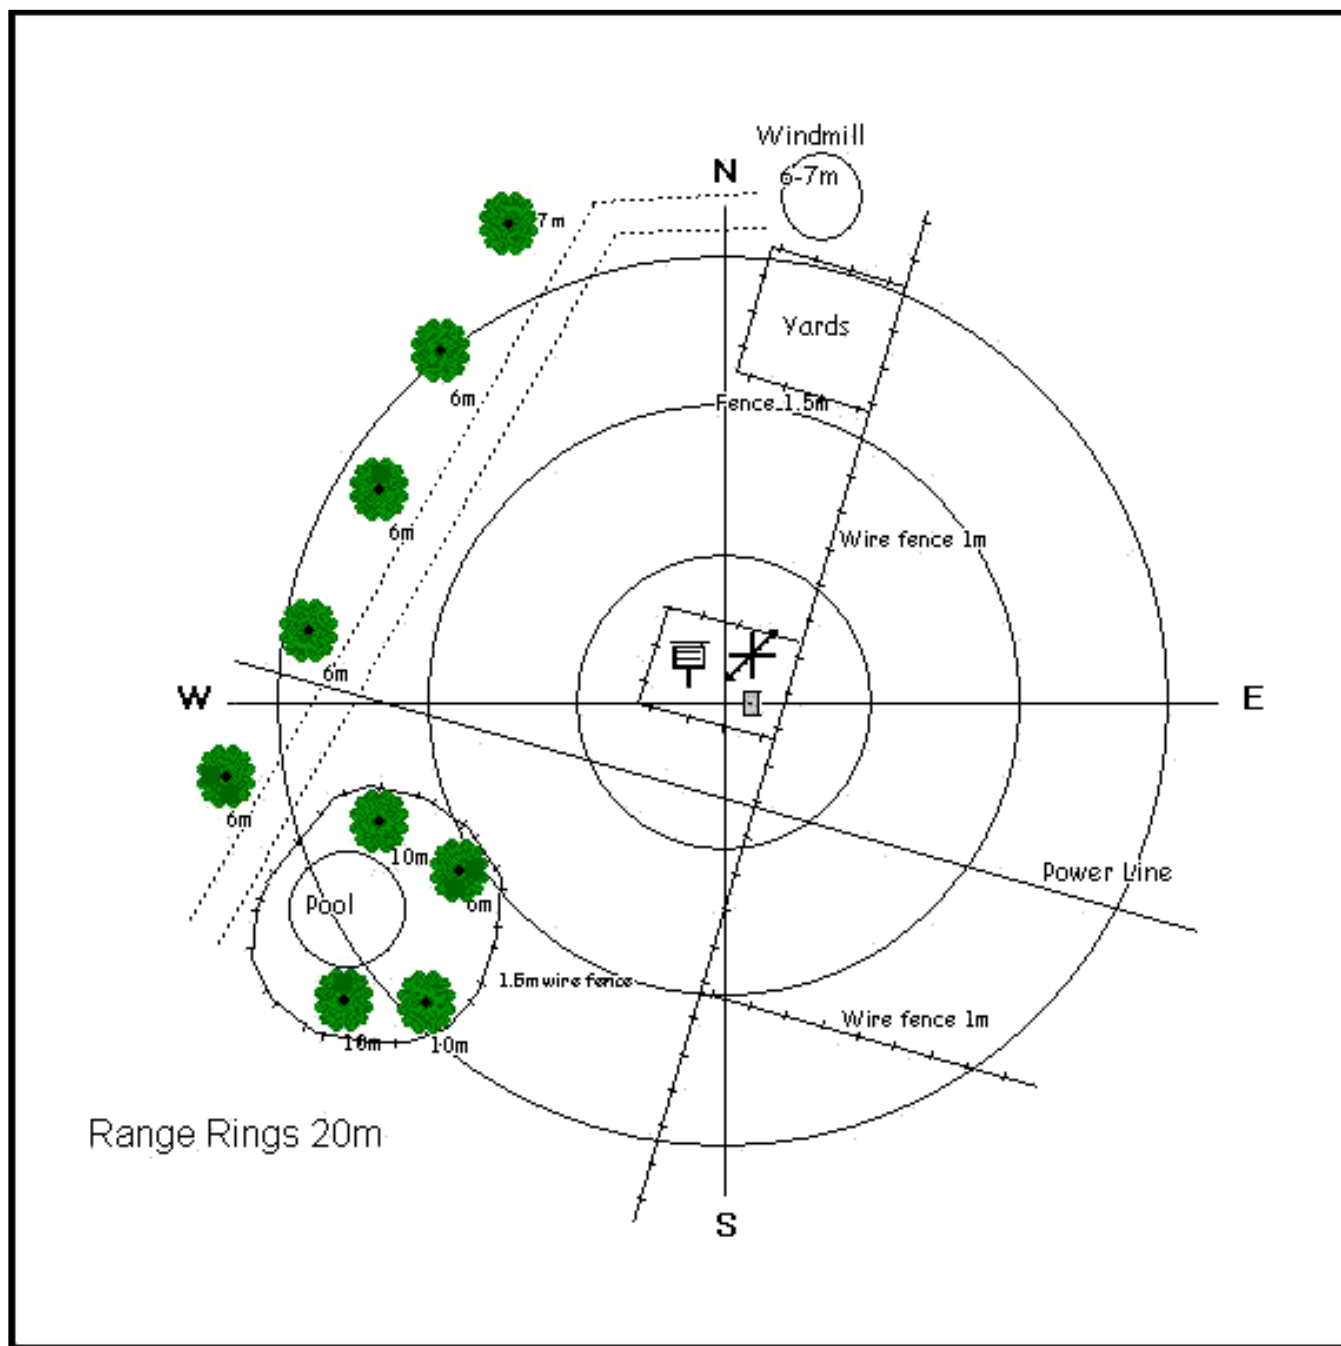 Windmill
6-7m
N
7m
Yards
6m
Fence 1.5m
6m
Wire fence 1m
6m
W
E
6m
10m
Power Line
6m
Pool
1.5m wire fence
Wire fence 1m
10m
10m
Range Rings 20m
S